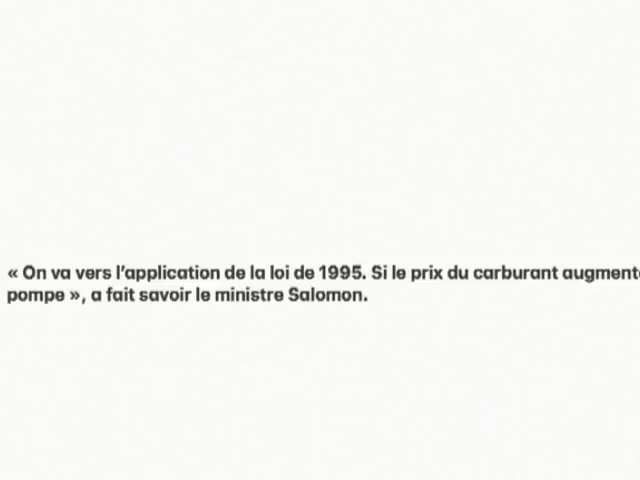 « On va vers l'application de la loi de 1995. Si le prix du carburant augment
pompe », a fait savoir le ministre Salomon.